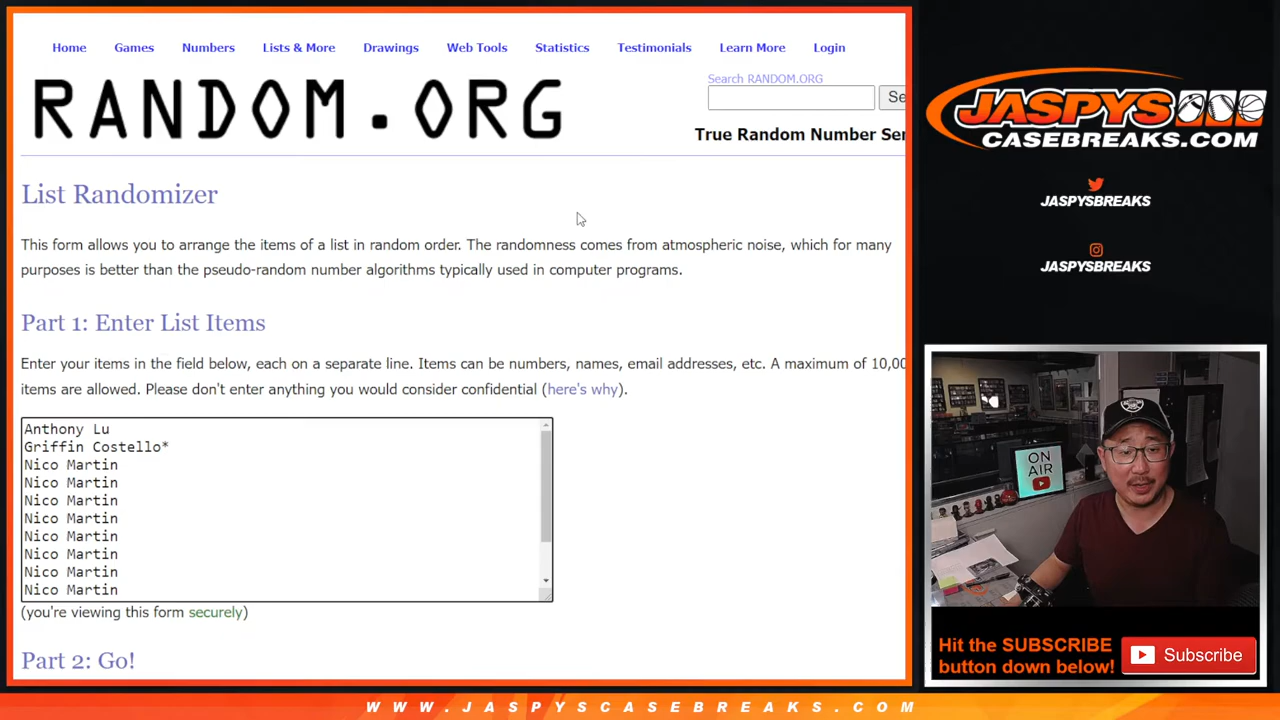 Home Games Numbers Lists & More Drawings Web Tools Statistics Testimonials Learn More Login
Search RANDOM.ORG
RANDOM.ORG
Se
True Random Number Ser
List Randomizer
This form allows you to arrange the items of a list in random order. The randomness comes from atmospheric noise, which for many
purposes is better than the pseudo-random number algorithms typically used in computer programs.
Part 1: Enter List Items
Enter your items in the field below, each on a separate line. Items can be numbers, names, email addresses, etc. A maximum of 10,00
items are allowed. Please don't enter anything you would consider confidential (here's why).
Anthony Lu
Griffin Costello*
Nico Martin
Nico Martin
Nico Martin
Nico Martin
Nico Martin
Nico Martin
Nico Martin
Nico Martin
(you're viewing this form securely)
Part 2: Go!
JASPYS
CASEBREAKS.COM
JASPYSBREAKS
JASPYSBREAKS
ON
AIR
Hit the SUBSCRIBE
button down below!
Subscribe
WWW.JASPYSCASEBREAKS.COM